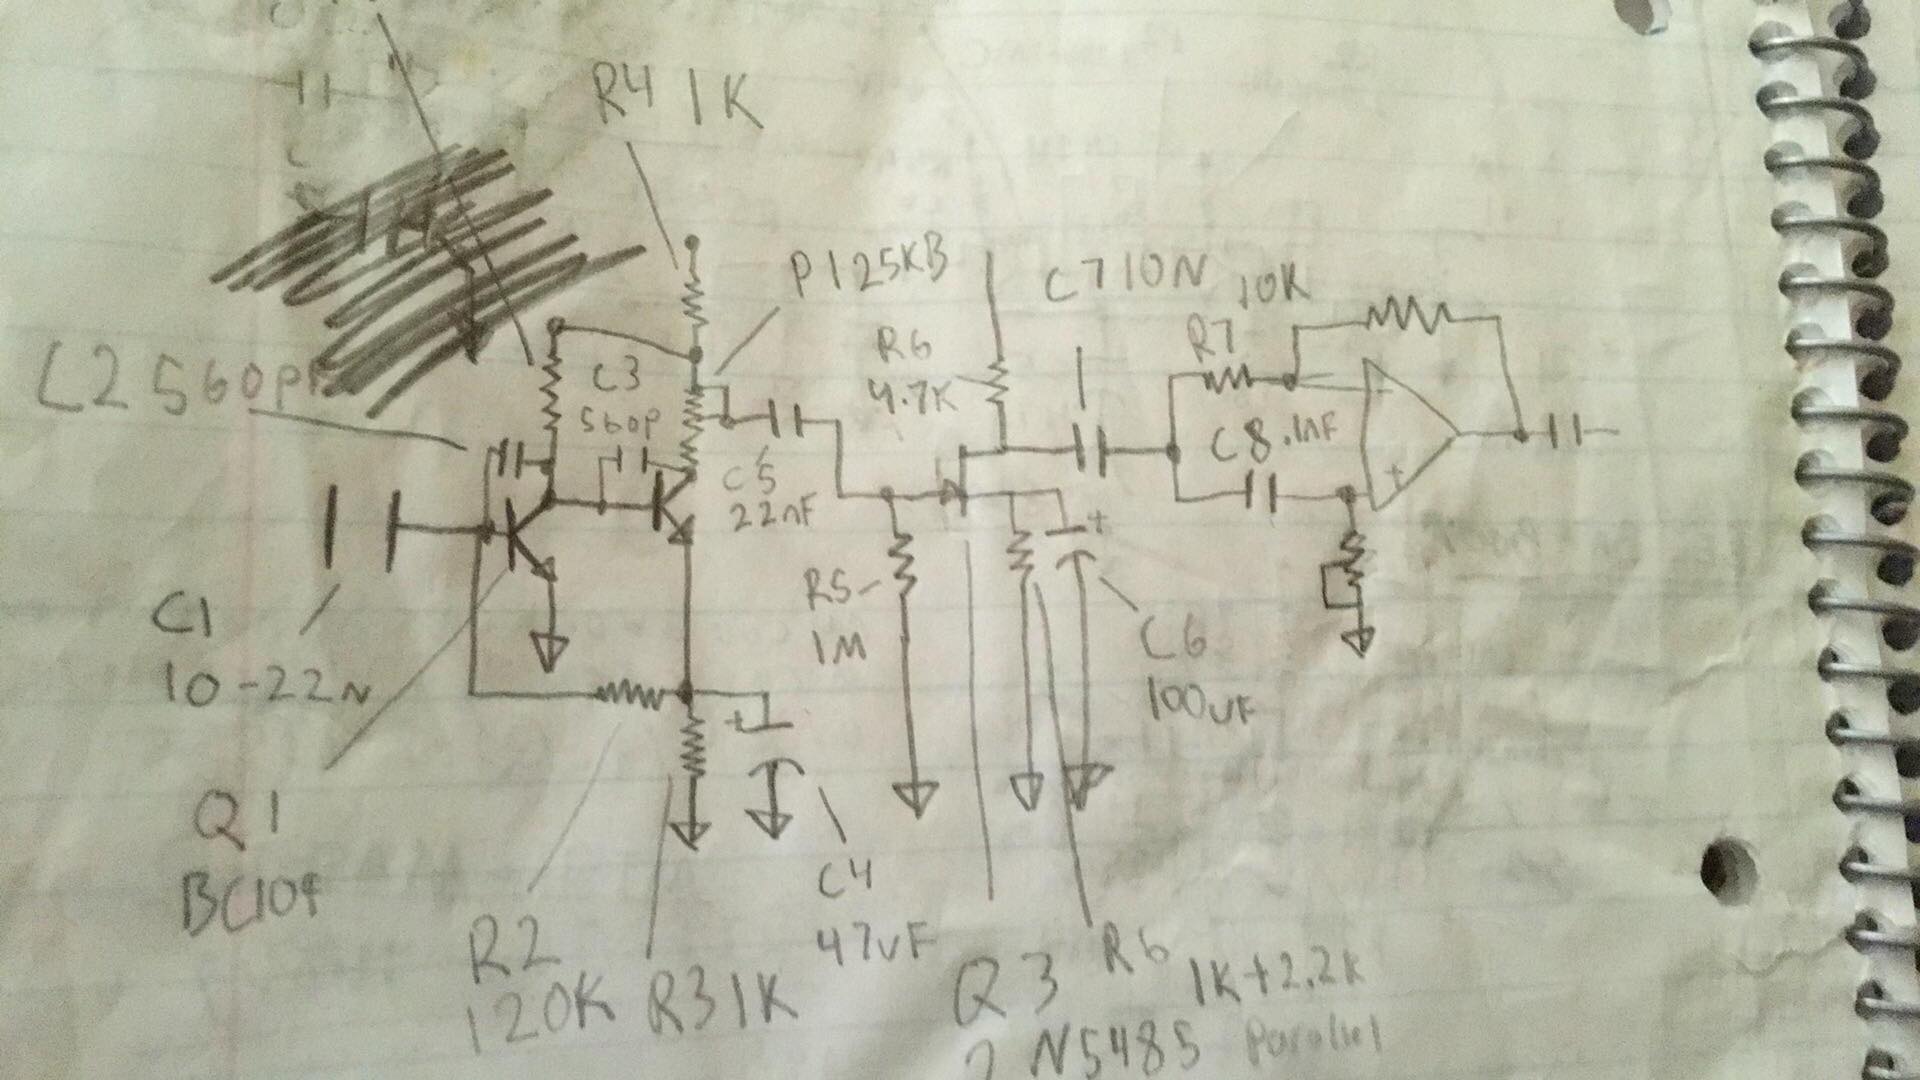 R4 1K
P1 25KB
C7 10N
10K
R7
C2 560pF
C3
560p
R6
4.7K
C8 .1nF
C5
22nF
+
+
R5
1M
C1
10-22N
C6
100uF
+
Q1
BC109
C4
47uF
R2
120K
R3 1K
Q3
2N5485
R6 1K+2.2K
Parallel